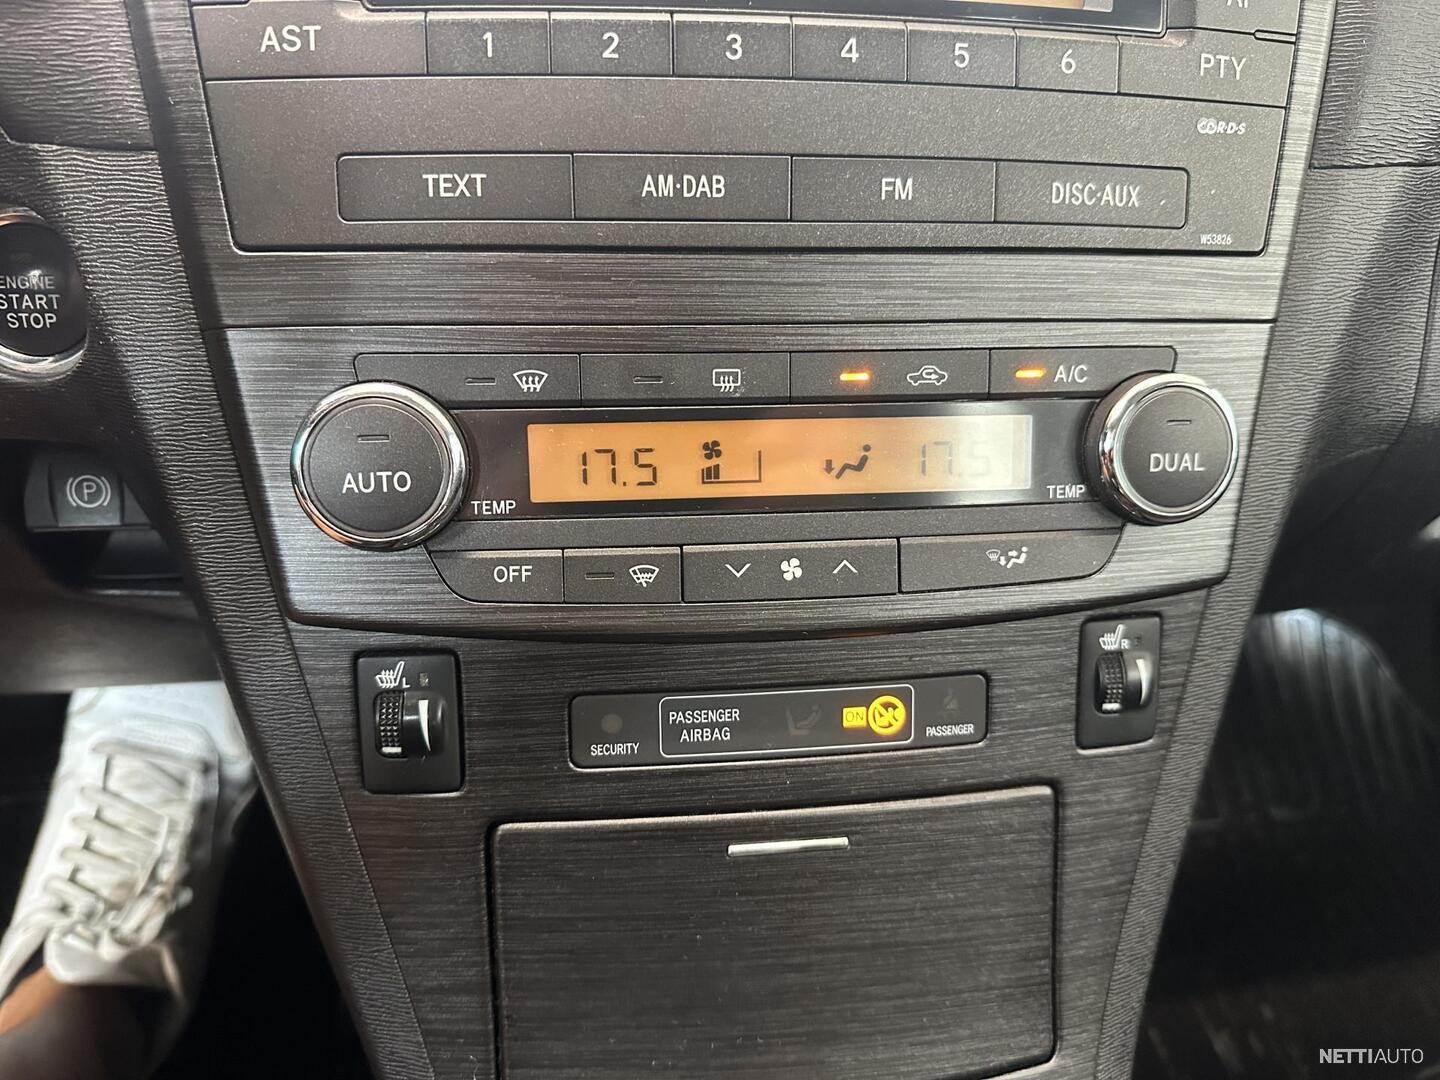 AST
1
2
3
4
5
6
PTY
R·D·S
TEXT
AM·DAB
FM
DISC·AUX
W53826
ENGINE
START
STOP
A/C
AUTO
TEMP
17.5
17.5
TEMP
DUAL
P
OFF
L
R
SECURITY
PASSENGER
AIRBAG
ON
PASSENGER
NETTIAUTO